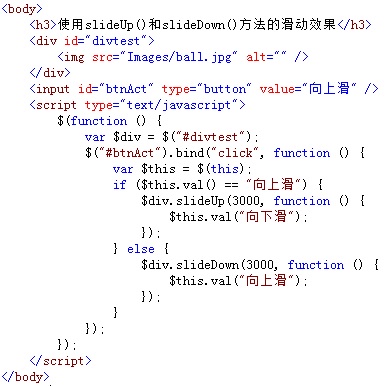 <body>
    <h3>使用slideUp()和slideDown()方法的滑动效果</h3>
    <div id="divtest">
        <img src="Images/ball.jpg" alt="" />
    </div>
    <input id="btnAct" type="button" value="向上滑" />
    <script type="text/javascript">
        $(function () {
            var $div = $("#divtest");
            $("#btnAct").bind("click", function () {
                var $this = $(this);
                if ($this.val() == "向上滑") {
                    $div.slideUp(3000, function () {
                        $this.val("向下滑");
                    });
                } else {
                    $div.slideDown(3000, function () {
                        $this.val("向上滑");
                    });
                }
            });
        });
    </script>
</body>